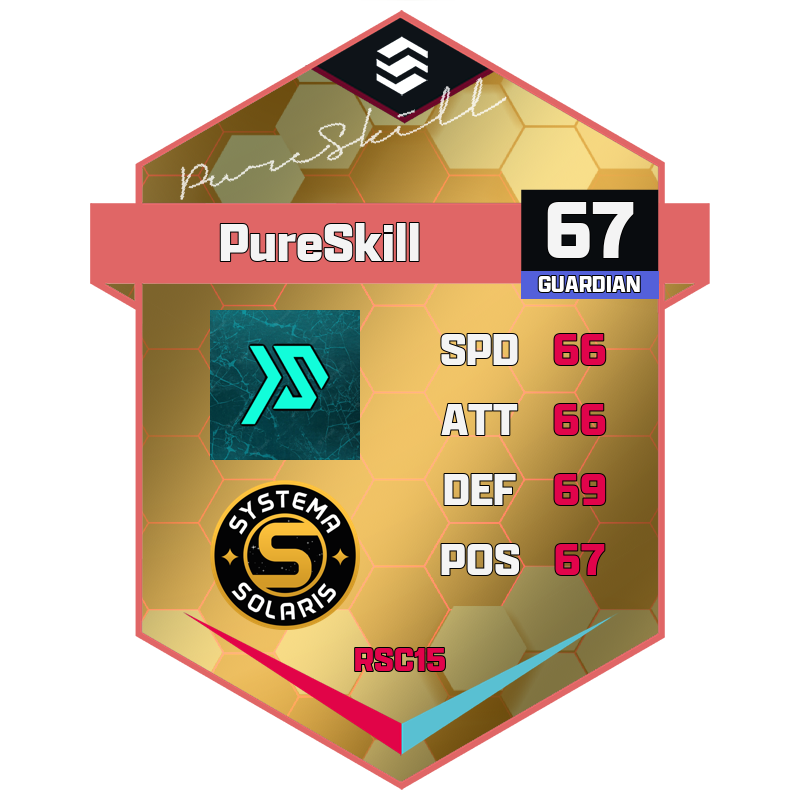 PureSkill
PureSkill
67
GUARDIAN
SPD 66
ATT 66
DEF 69
POS 67
SYSTEMA
S
SOLARIS
RSC15